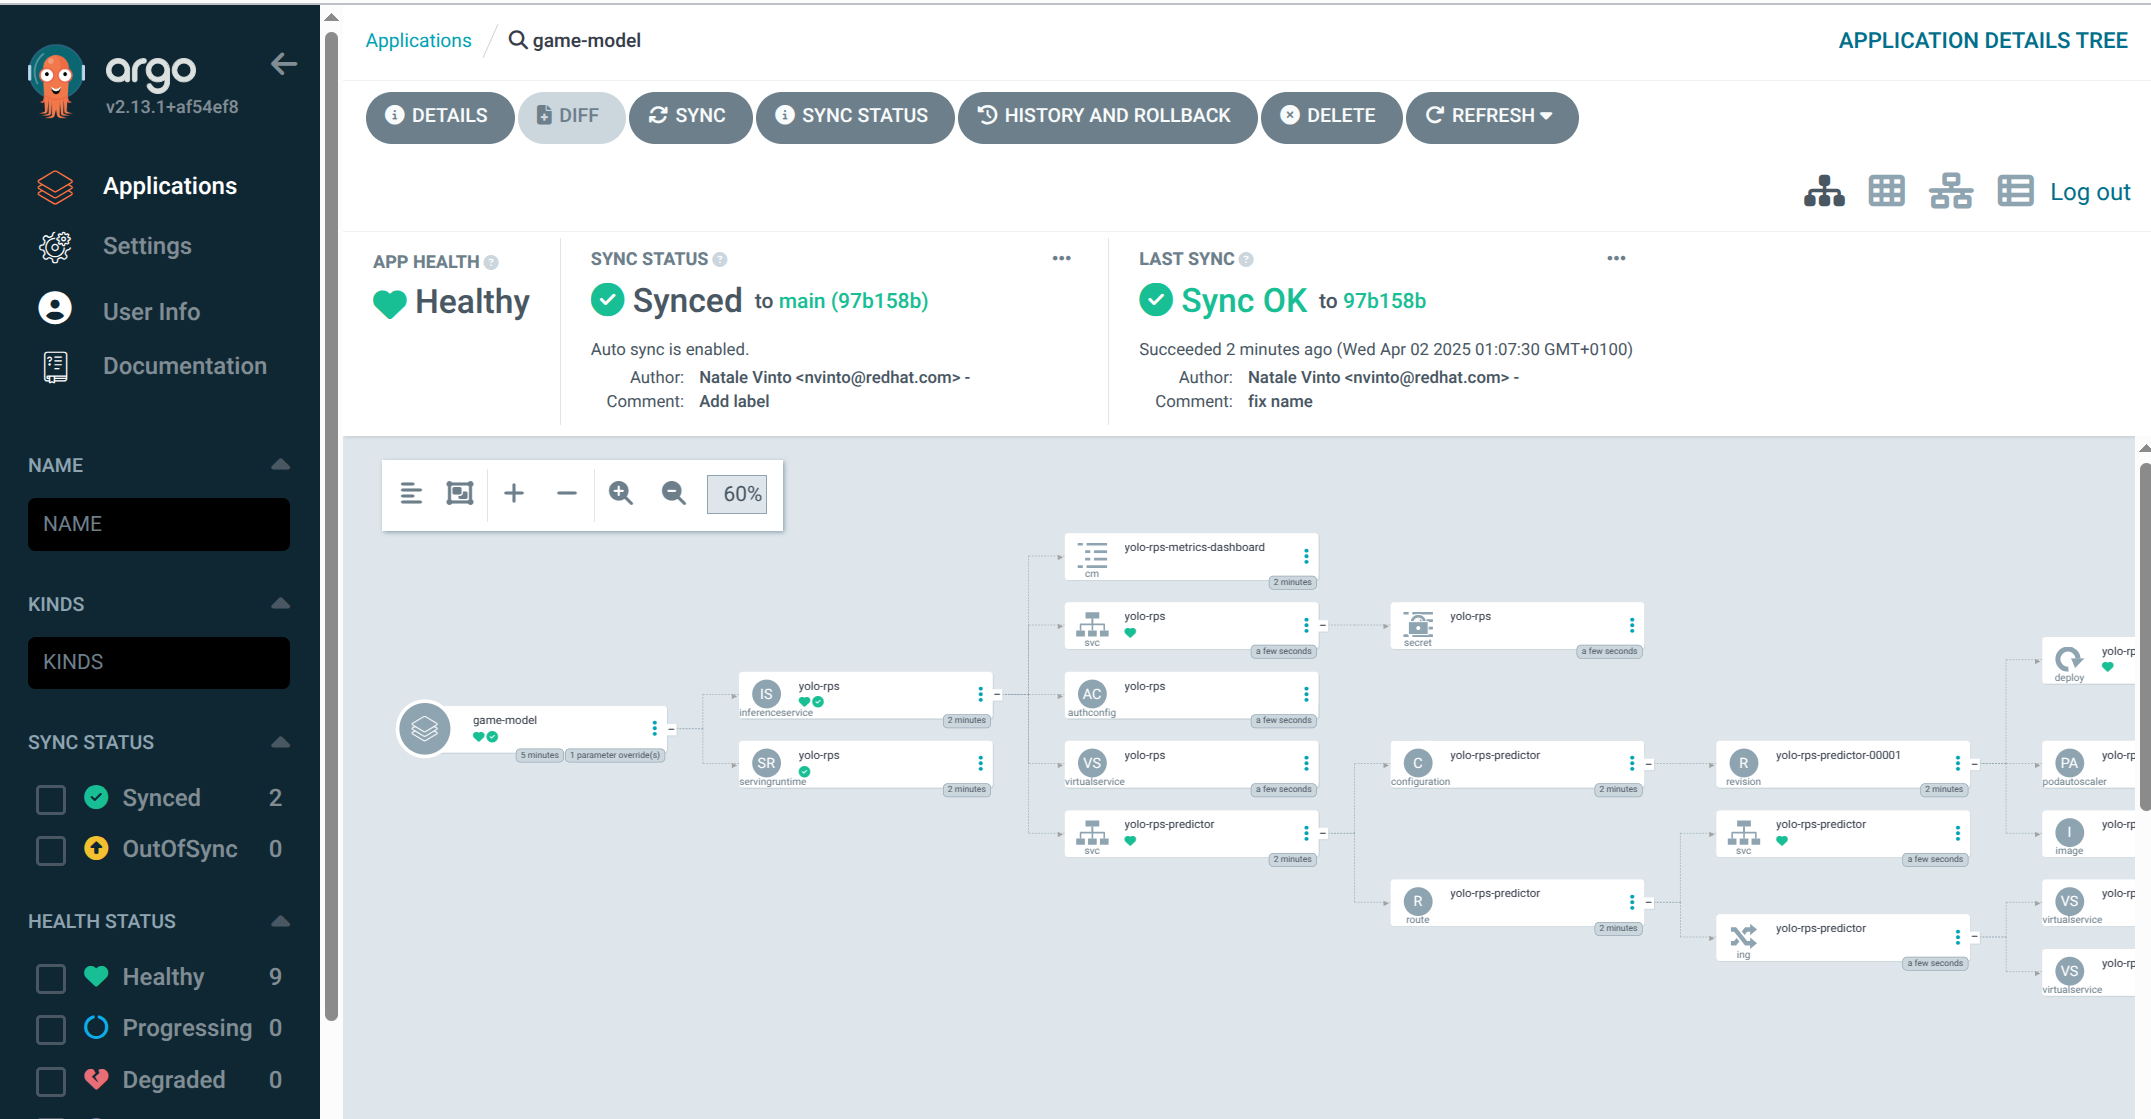 argo
v2.13.1+af54ef8
Applications
Settings
User Info
Documentation
NAME
NAME
KINDS
KINDS
SYNC STATUS
Synced 2
OutOfSync 0
HEALTH STATUS
Healthy 9
Progressing 0
Degraded 0
Applications / game-model
APPLICATION DETAILS TREE
DETAILS DIFF SYNC SYNC STATUS HISTORY AND ROLLBACK DELETE REFRESH
Log out
APP HEALTH
Healthy
SYNC STATUS
Synced to main (97b158b)
Auto sync is enabled.
Author: Natale Vinto <nvinto@redhat.com> -
Comment: Add label
LAST SYNC
Sync OK to 97b158b
Succeeded 2 minutes ago (Wed Apr 02 2025 01:07:30 GMT+0100)
Author: Natale Vinto <nvinto@redhat.com> -
Comment: fix name
60%
game-model
5 minutes 1 parameter override(s)
IS
inferenceservice
yolo-rps
2 minutes
SR
servingruntime
yolo-rps
2 minutes
cm
yolo-rps-metrics-dashboard
2 minutes
svc
yolo-rps
a few seconds
AC
authconfig
yolo-rps
a few seconds
VS
virtualservice
yolo-rps
a few seconds
svc
yolo-rps-predictor
2 minutes
secret
yolo-rps
a few seconds
C
configuration
yolo-rps-predictor
2 minutes
R
route
yolo-rps-predictor
2 minutes
R
revision
yolo-rps-predictor-00001
2 minutes
svc
yolo-rps-predictor
a few seconds
ing
yolo-rps-predictor
a few seconds
deploy
yolo-rp
PA
podautoscaler
yolo-rp
I
image
yolo-rp
VS
virtualservice
yolo-rp
VS
virtualservice
yolo-rp